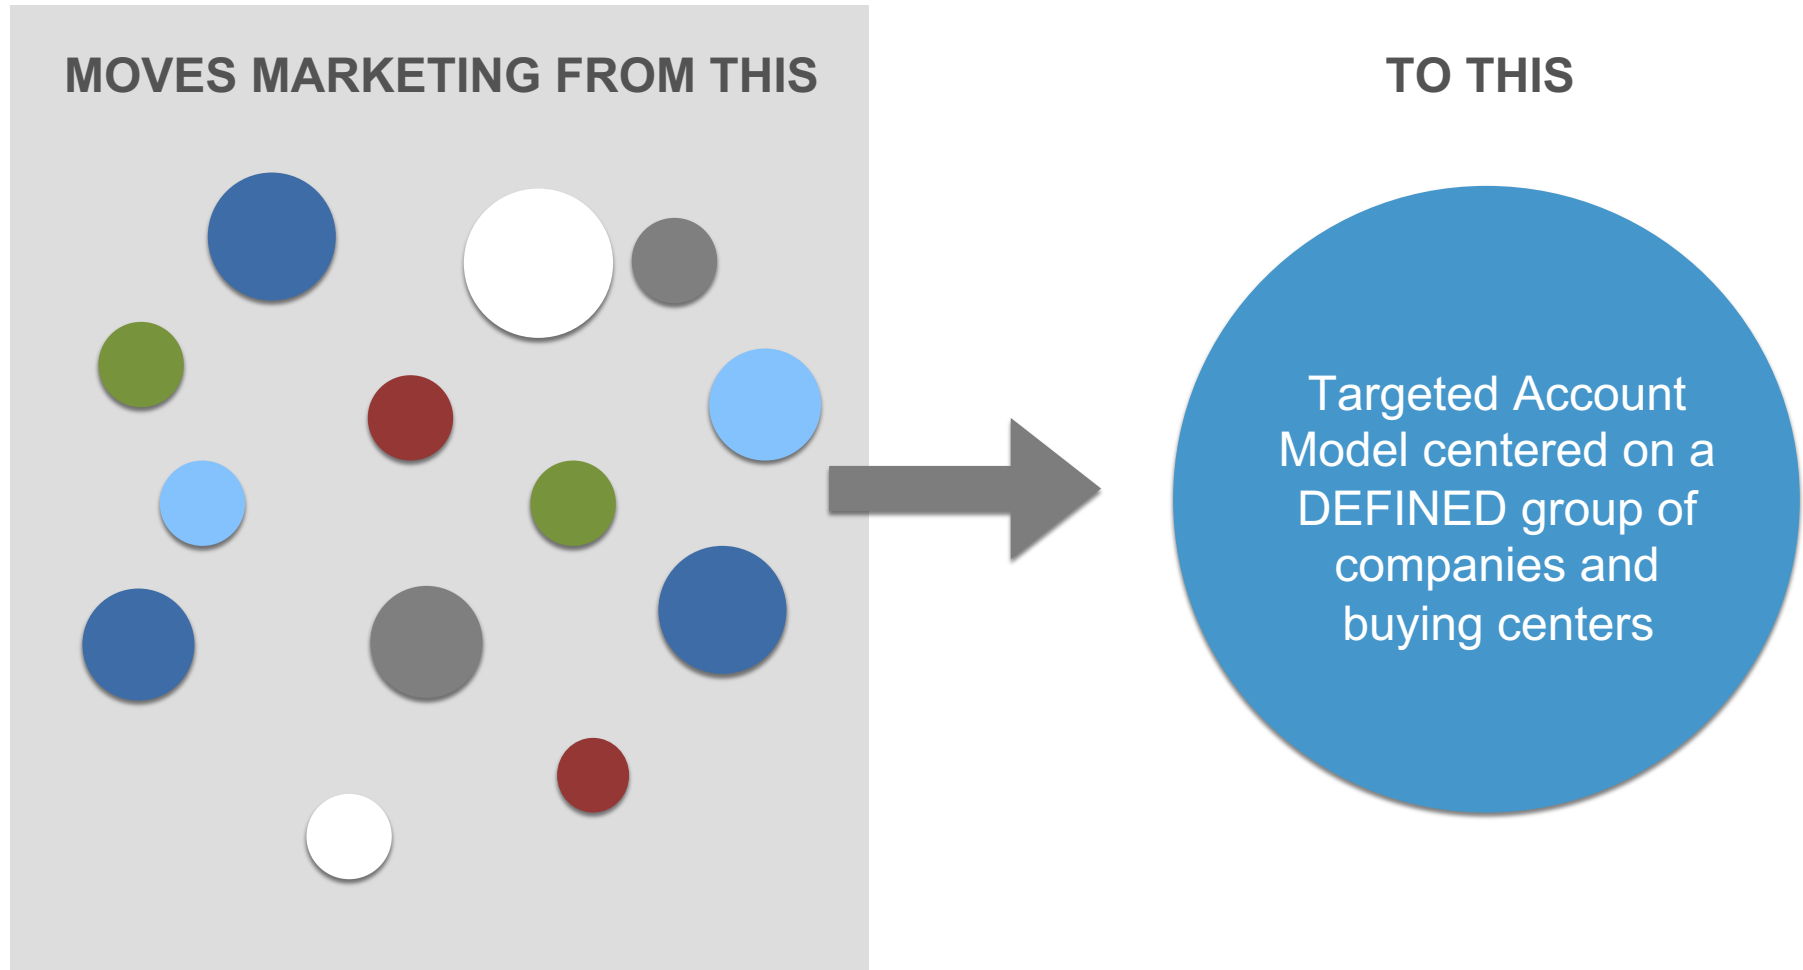 MOVES MARKETING FROM THIS
TO THIS
Targeted Account
Model centered on a
DEFINED group of
companies and
buying centers